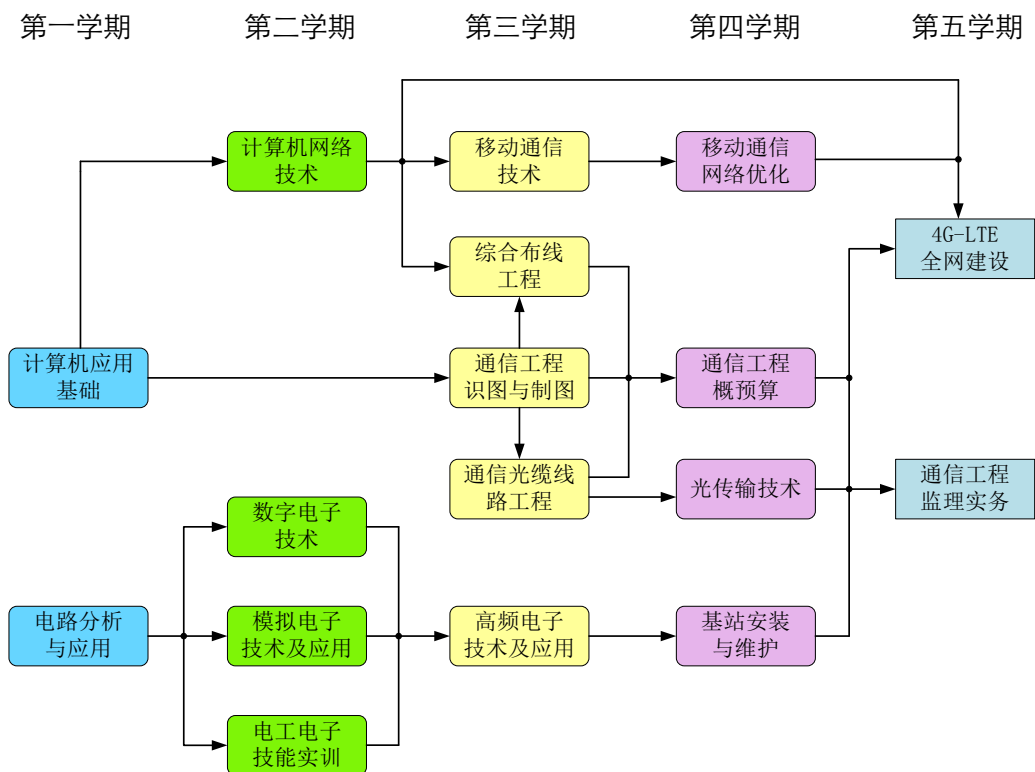 第一学期
第二学期
第三学期
第四学期
第五学期
计算机网络
技术
移动通信
技术
移动通信
网络优化
4G-LTE
全网建设
综合布线
工程
计算机应用
基础
通信工程
识图与制图
通信工程
概预算
通信光缆线
路工程
光传输技术
通信工程
监理实务
数字电子
技术
电路分析
与应用
模拟电子
技术及应用
高频电子
技术及应用
基站安装
与维护
电工电子
技能实训